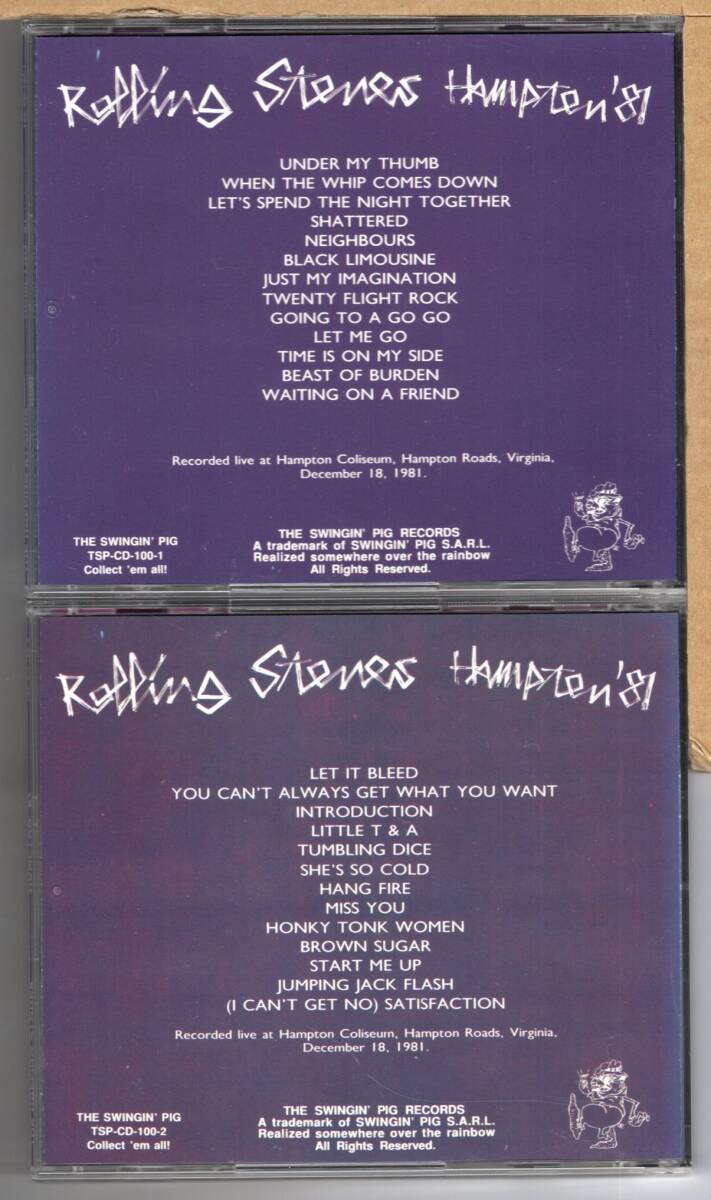 Rolling Stones Hampton '81
UNDER MY THUMB
WHEN THE WHIP COMES DOWN
LET'S SPEND THE NIGHT TOGETHER
SHATTERED
NEIGHBOURS
BLACK LIMOUSINE
JUST MY IMAGINATION
TWENTY FLIGHT ROCK
GOING TO A GO GO
LET ME GO
TIME IS ON MY SIDE
BEAST OF BURDEN
WAITING ON A FRIEND
Recorded live at Hampton Coliseum, Hampton Roads, Virginia,
December 18, 1981.
THE SWINGIN' PIG
TSP-CD-100-1
Collect 'em all!
THE SWINGIN' PIG RECORDS
A trademark of SWINGIN' PIG S.A.R.L.
Realized somewhere over the rainbow
All Rights Reserved.
Rolling Stones Hampton '81
LET IT BLEED
YOU CAN'T ALWAYS GET WHAT YOU WANT
INTRODUCTION
LITTLE T & A
TUMBLING DICE
SHE'S SO COLD
HANG FIRE
MISS YOU
HONKY TONK WOMEN
BROWN SUGAR
START ME UP
JUMPING JACK FLASH
(I CAN'T GET NO) SATISFACTION
Recorded live at Hampton Coliseum, Hampton Roads, Virginia,
December 18, 1981.
THE SWINGIN' PIG
TSP-CD-100-2
Collect 'em all!
THE SWINGIN' PIG RECORDS
A trademark of SWINGIN' PIG S.A.R.L.
Realized somewhere over the rainbow
All Rights Reserved.